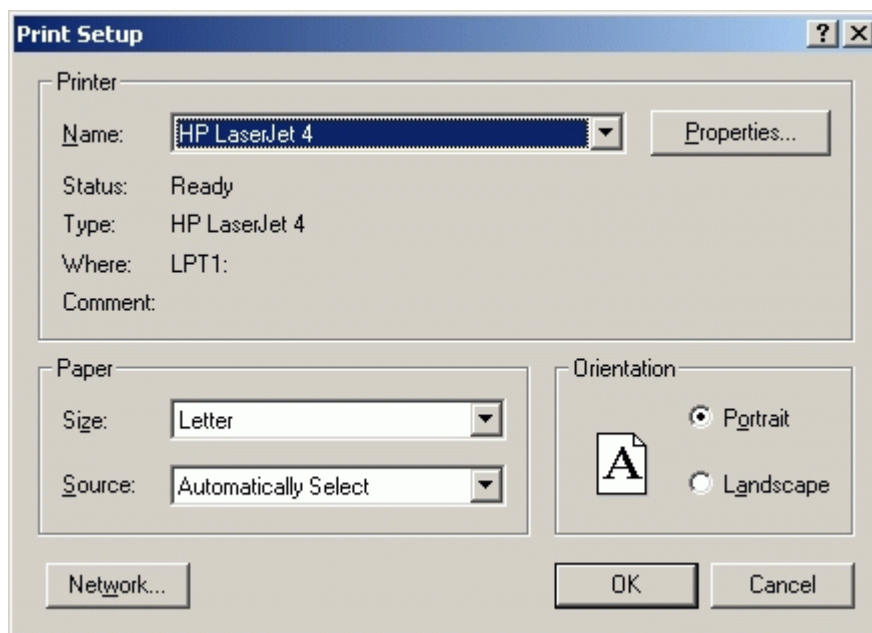 Print Setup
Printer
Name: HP LaserJet 4 Properties...
Status: Ready
Type: HP LaserJet 4
Where: LPT1:
Comment:
Paper
Size: Letter
Source: Automatically Select
Orientation
A
Portrait
Landscape
Network... OK Cancel